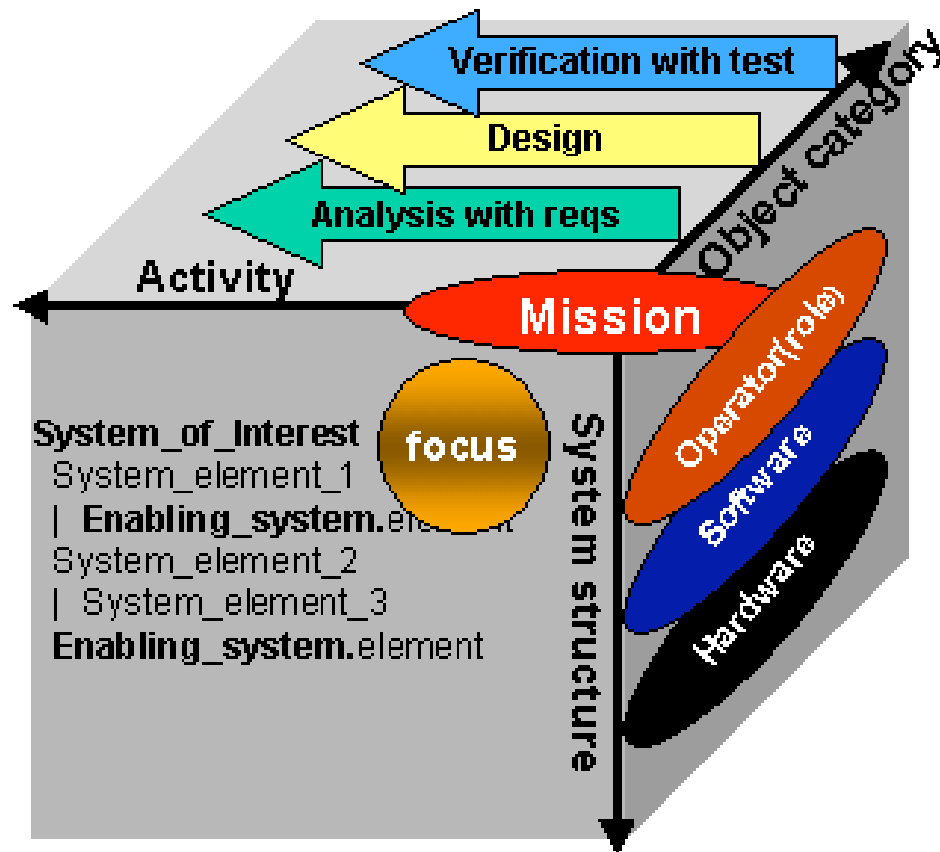 Verification with test
Design
Analysis with reqs
Object category
Activity
Mission
Operator(role)
Software
Hardware
focus
System structure
System_of_Interest
System_element_1
| Enabling_system.element
System_element_2
| System_element_3
Enabling_system.element